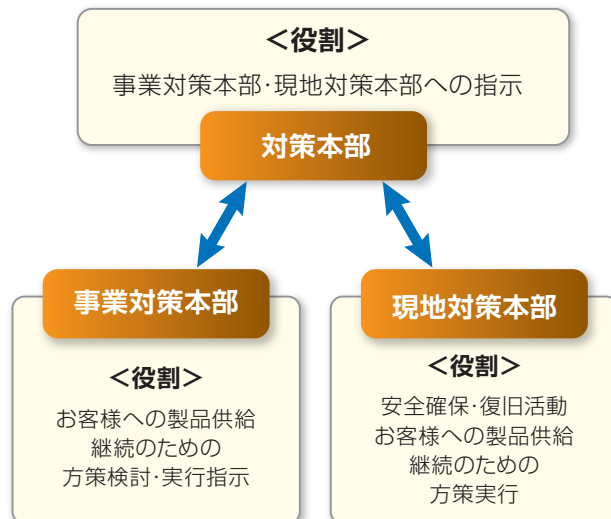 <役割>
事業対策本部・現地対策本部への指示
対策本部
事業対策本部
<役割>
お客様への製品供給
継続のための
方策検討・実行指示
現地対策本部
<役割>
安全確保・復旧活動
お客様への製品供給
継続のための
方策実行